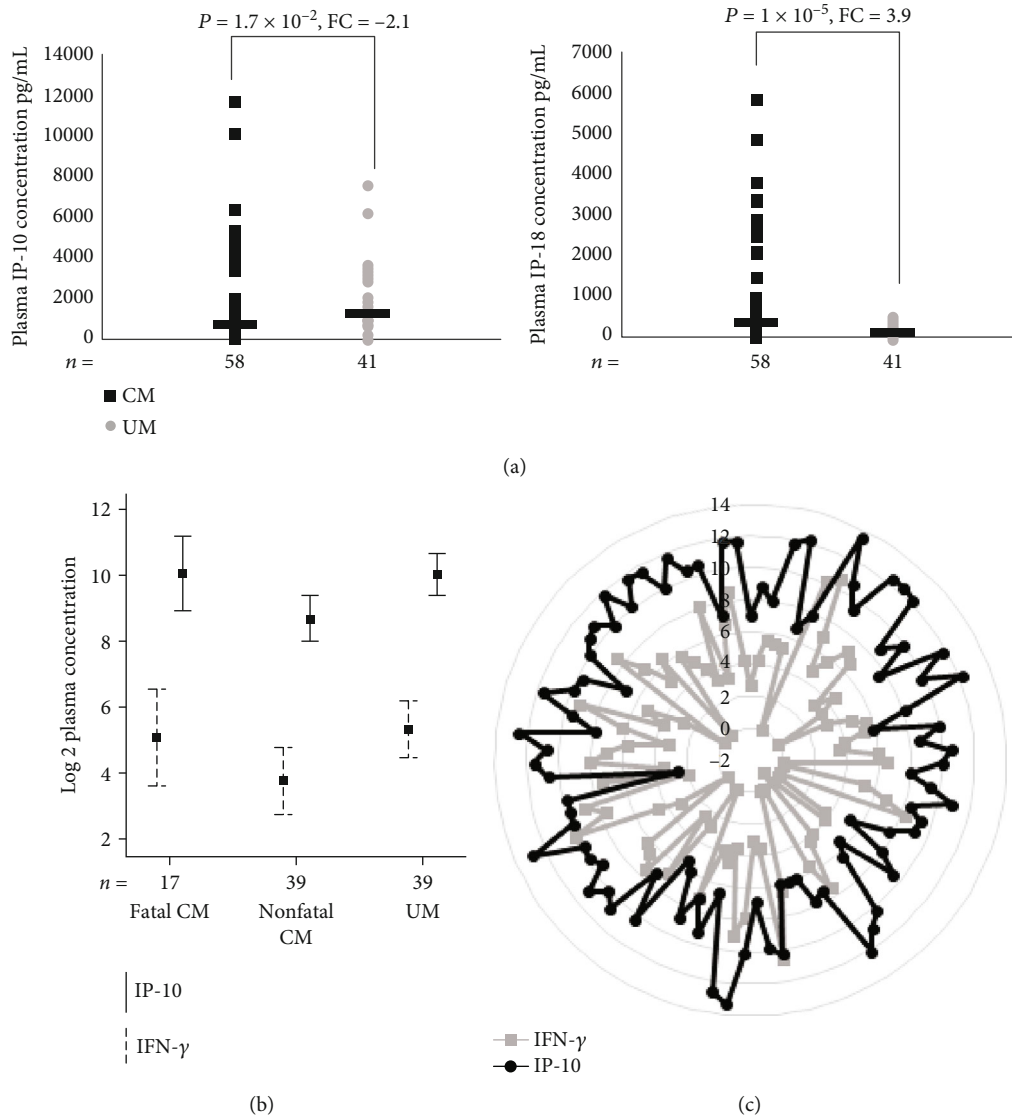 P = 1.7 × 10⁻², FC = –2.1
Plasma IP-10 concentration pg/mL
14000
12000
10000
8000
6000
4000
2000
0
n =
58
41
P = 1 × 10⁻⁵, FC = 3.9
Plasma IP-18 concentration pg/mL
7000
6000
5000
4000
3000
2000
1000
0
n =
58
41
CM
UM
(a)
Log 2 plasma concentration
12
10
8
6
4
2
n =
17
39
39
Fatal CM
Nonfatal
CM
UM
IP-10
IFN-γ
(b)
14
12
10
8
6
4
2
0
–2
IFN-γ
IP-10
(c)